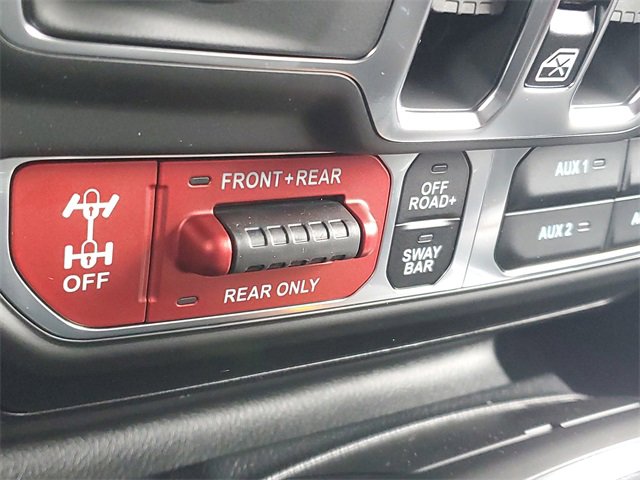 OFF
FRONT+REAR
REAR ONLY
OFF
ROAD+
SWAY
BAR
AUX 1
AUX 2